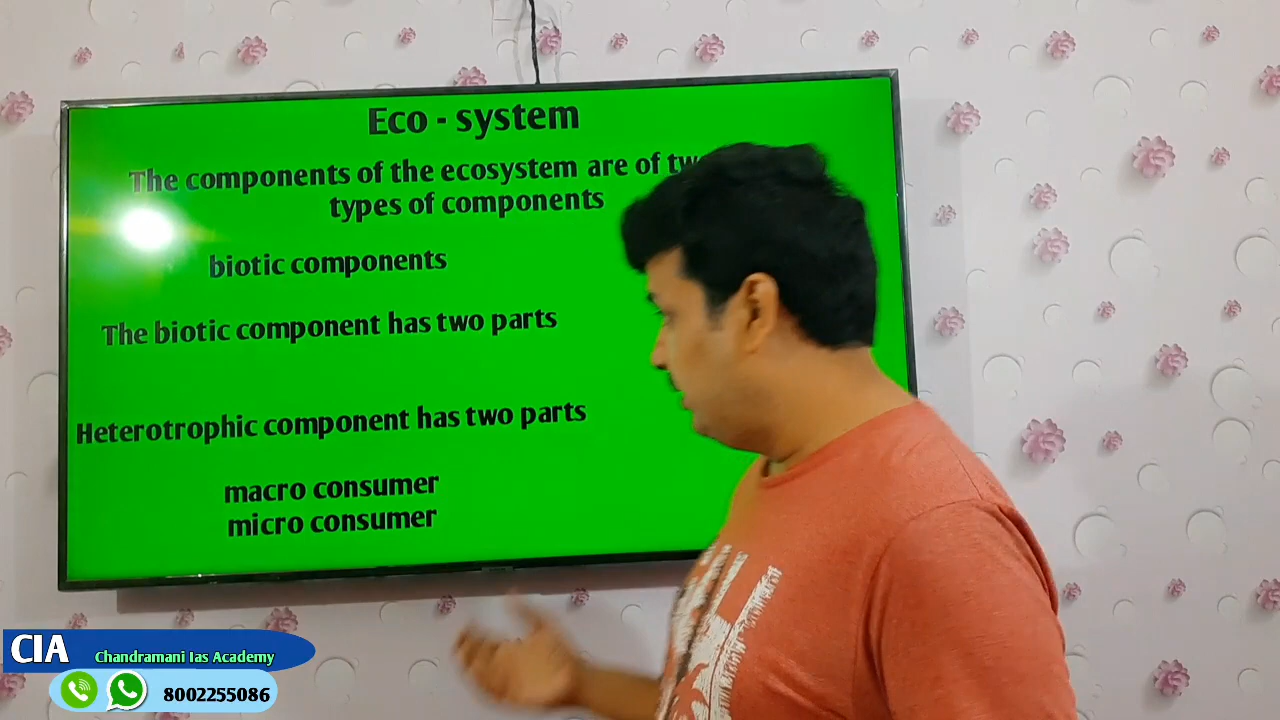 Eco - system
The components of the ecosystem are of two
types of components
biotic components
The biotic component has two parts
Heterotrophic component has two parts
macro consumer
micro consumer
CIA
Chandramani Ias Academy
8002255086